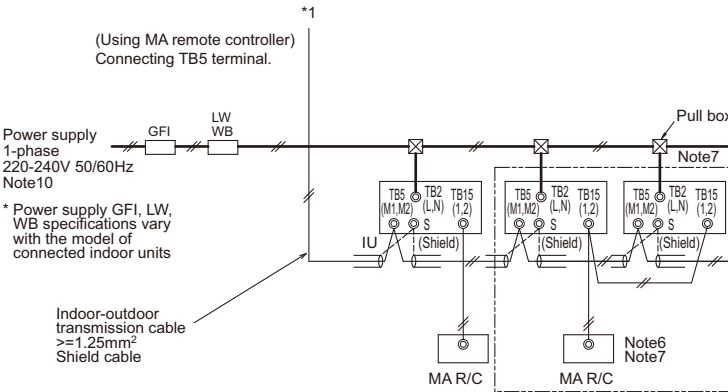 *1
(Using MA remote controller)
Connecting TB5 terminal.
Power supply
1-phase
220-240V 50/60Hz
Note10
GFI
LW
WB
Pull box
Note7
* Power supply GFI, LW,
WB specifications vary
with the model of
connected indoor units
TB5
(M1,M2)
TB2
(L,N)
TB15
(1,2)
S
(Shield)
TB5
(M1,M2)
TB2
(L,N)
TB15
(1,2)
S
(Shield)
TB5
(M1,M2)
TB2
(L,N)
TB15
(1,2)
S
(Shield)
IU
Indoor-outdoor
transmission cable
>=1.25mm2
Shield cable
MA R/C
MA R/C
Note6
Note7